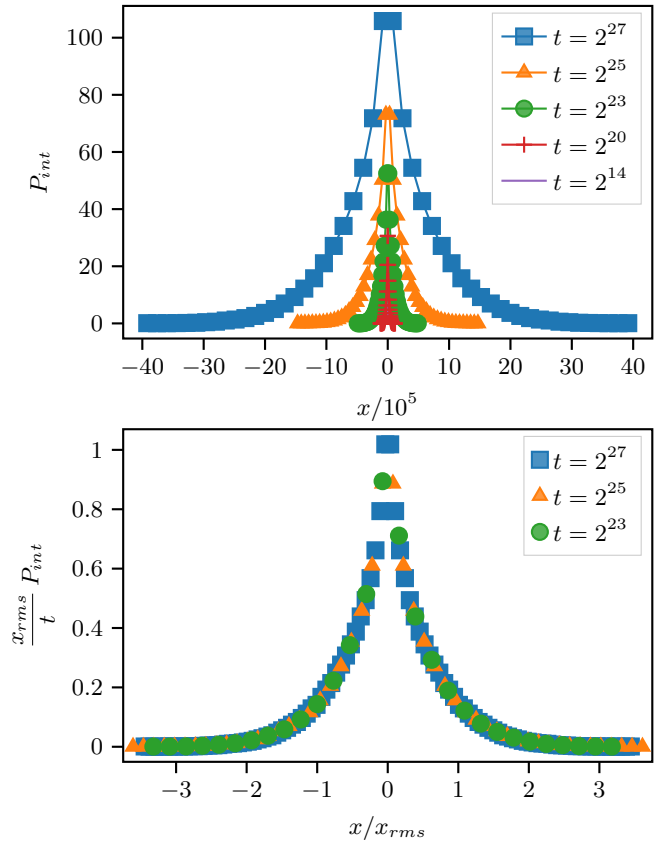 100
80
60
40
20
0
P_{int}
t = 2^{27}
t = 2^{25}
t = 2^{23}
t = 2^{20}
t = 2^{14}
−40 −30 −20 −10 0 10 20 30 40
x/10^5
1
0.8
0.6
0.4
0.2
0
\frac{x_{rms}}{t} P_{int}
t = 2^{27}
t = 2^{25}
t = 2^{23}
−3 −2 −1 0 1 2 3
x/x_{rms}